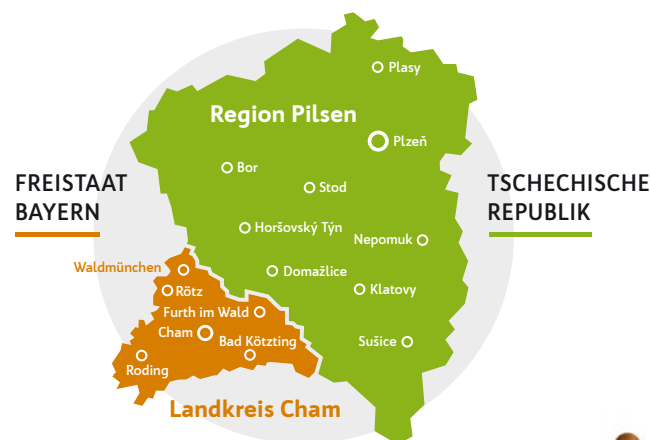 Plasy
Region Pilsen
Plzeň
Bor
FREISTAAT
BAYERN
TSCHECHISCHE
REPUBLIK
Stod
Horšovský Týn
Nepomuk
Waldmünchen
Domažlice
Rötz
Klatovy
Furth im Wald
Cham
Bad Kötzting
Sušice
Roding
Landkreis Cham